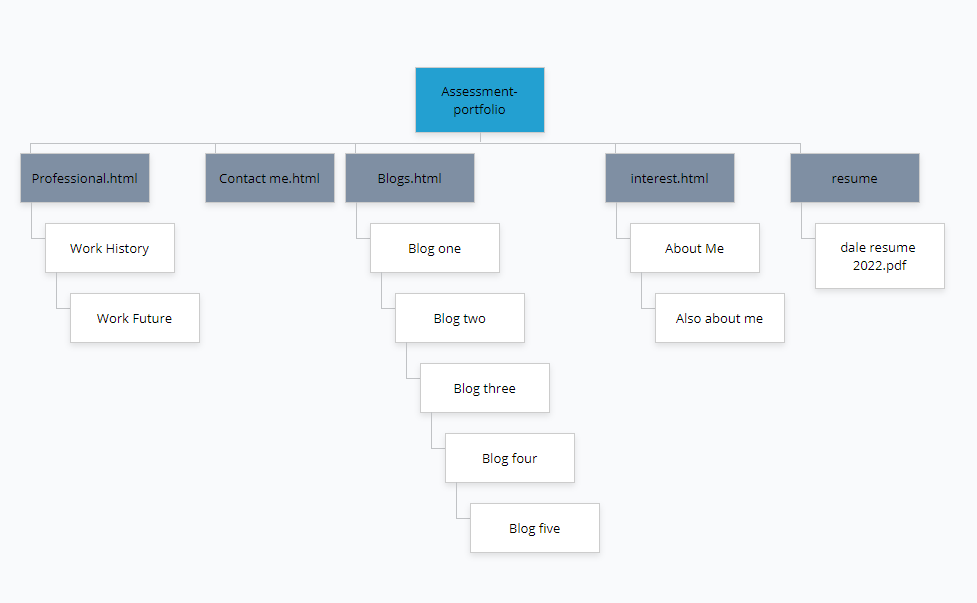 Assessment-
portfolio
Professional.html
Contact me.html
Blogs.html
interest.html
resume
Work History
Blog one
About Me
dale resume
2022.pdf
Work Future
Blog two
Also about me
Blog three
Blog four
Blog five